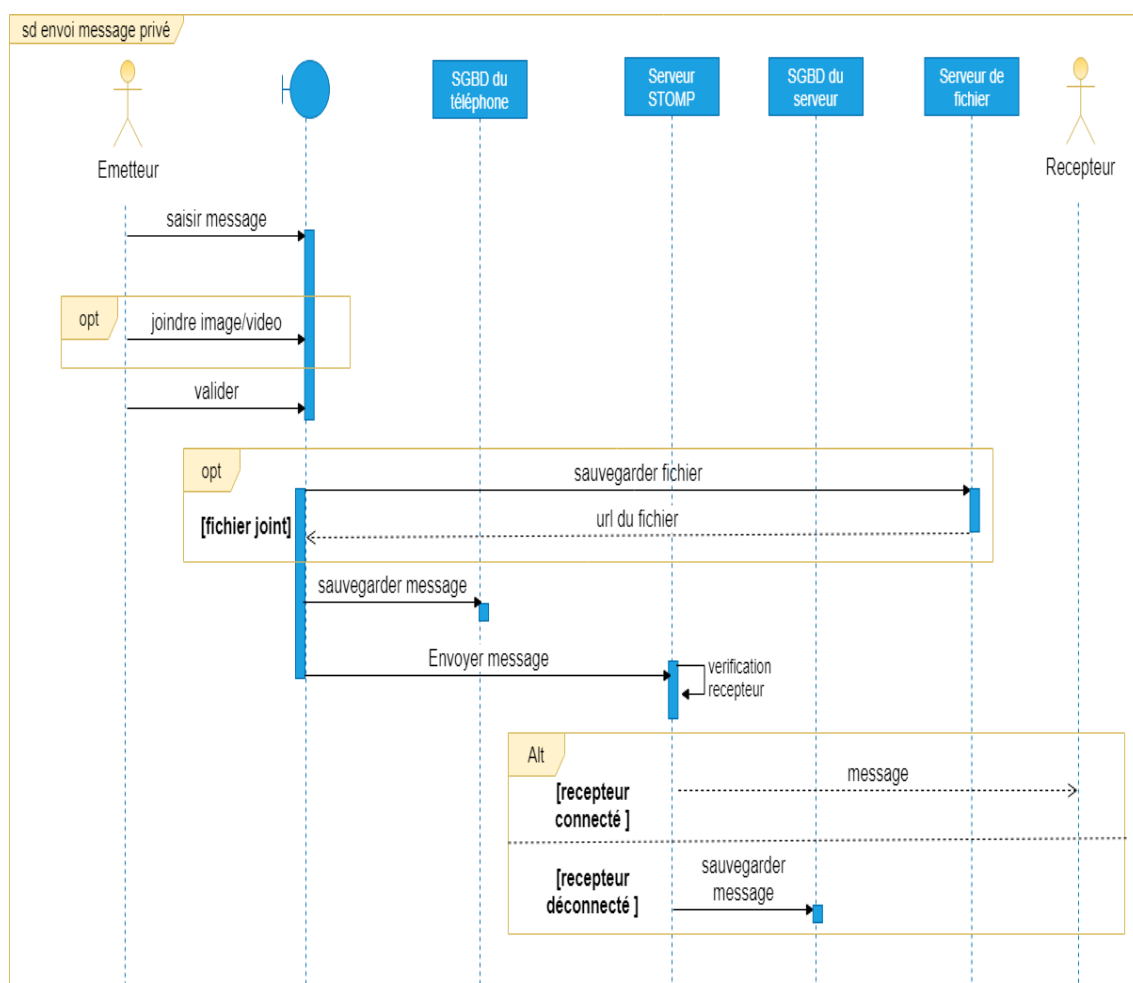 sd envoi message privé
SGBD du
téléphone
Serveur
STOMP
SGBD du
serveur
Serveur de
fichier
Emetteur
Recepteur
saisir message
opt
joindre image/video
valider
opt
sauvegarder fichier
[fichier joint]
url du fichier
sauvegarder message
Envoyer message
verification
recepteur
Alt
message
[recepteur
connecté ]
sauvegarder
message
[recepteur
déconnecté ]